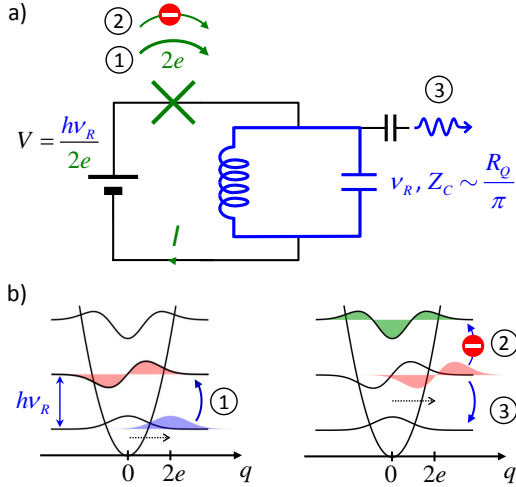 a)
②
①
2e
③
V = hν_R / 2e
I
ν_R, Z_C ~ R_Q / π
b)
hν_R
①
②
③
0
2e
q
0
2e
q